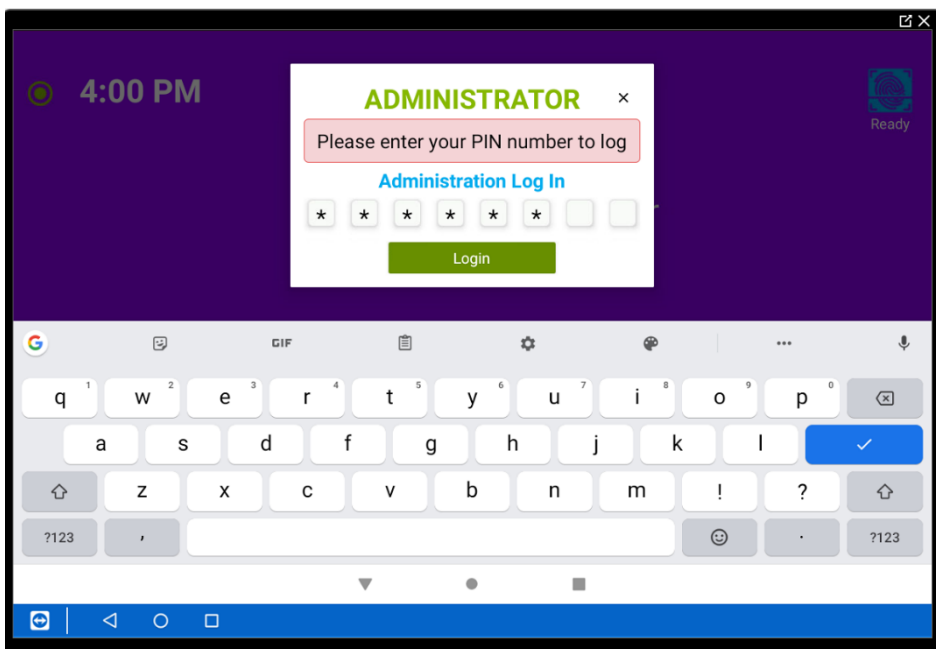 4:00 PM
Ready
ADMINISTRATOR ×
Please enter your PIN number to log
Administration Log In
* * * * * *
Login
G GIF
q 1 w 2 e 3 r 4 t 5 y 6 u 7 i 8 o 9 p 0
a s d f g h j k l
z x c v b n m ! ?
?123 , . ?123